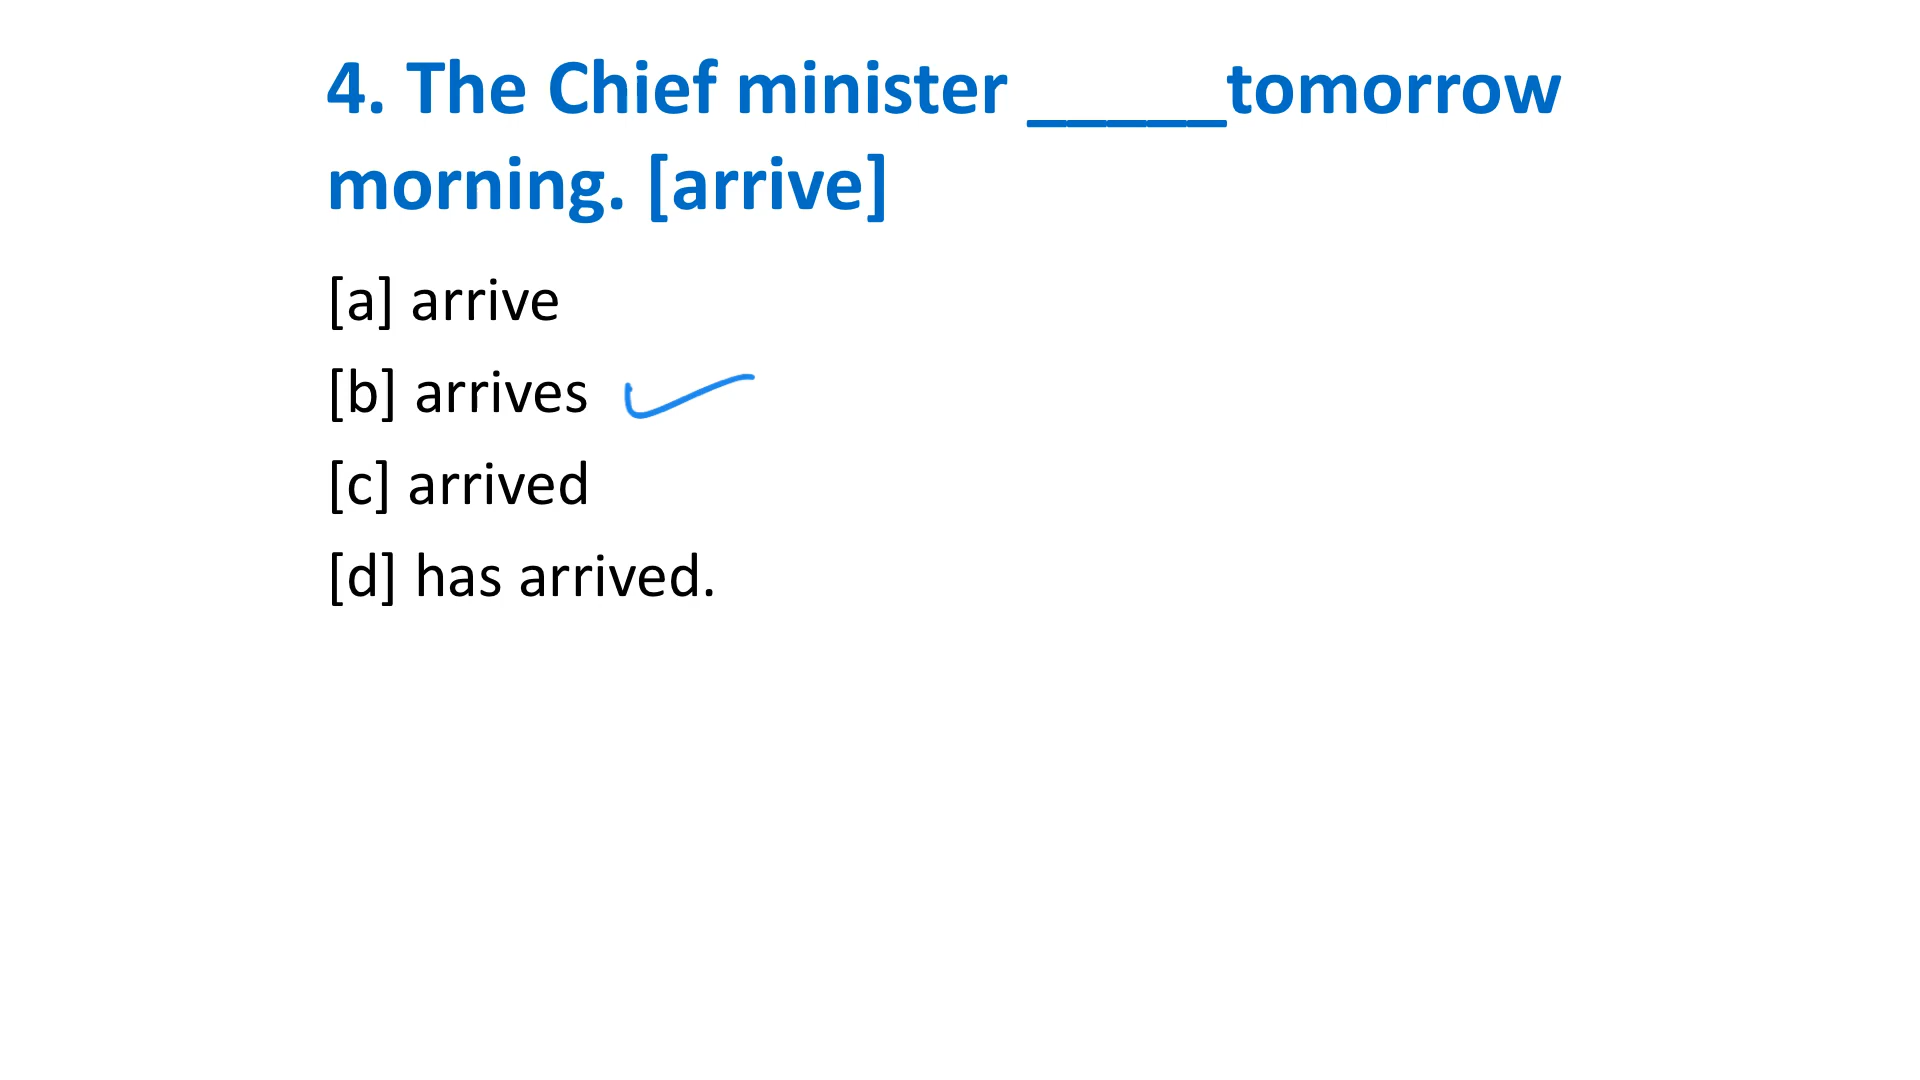 4. The Chief minister _____tomorrow
morning. [arrive]
[a] arrive
[b] arrives
[c] arrived
[d] has arrived.